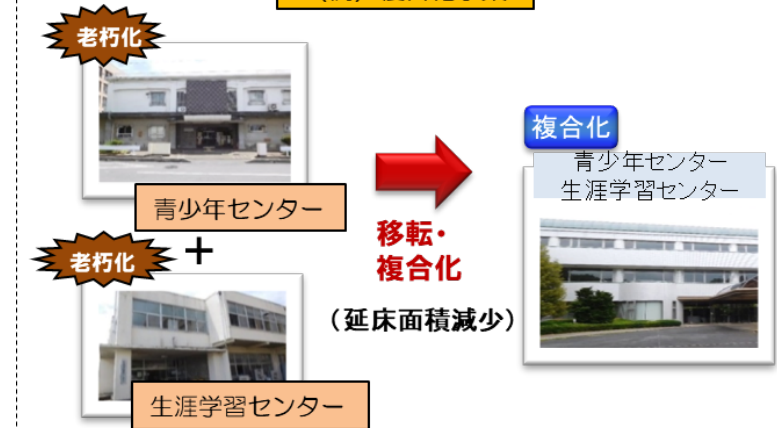 老朽化
青少年センター
+
老朽化
生涯学習センター
移転・
複合化
（延床面積減少）
複合化
青少年センター
生涯学習センター